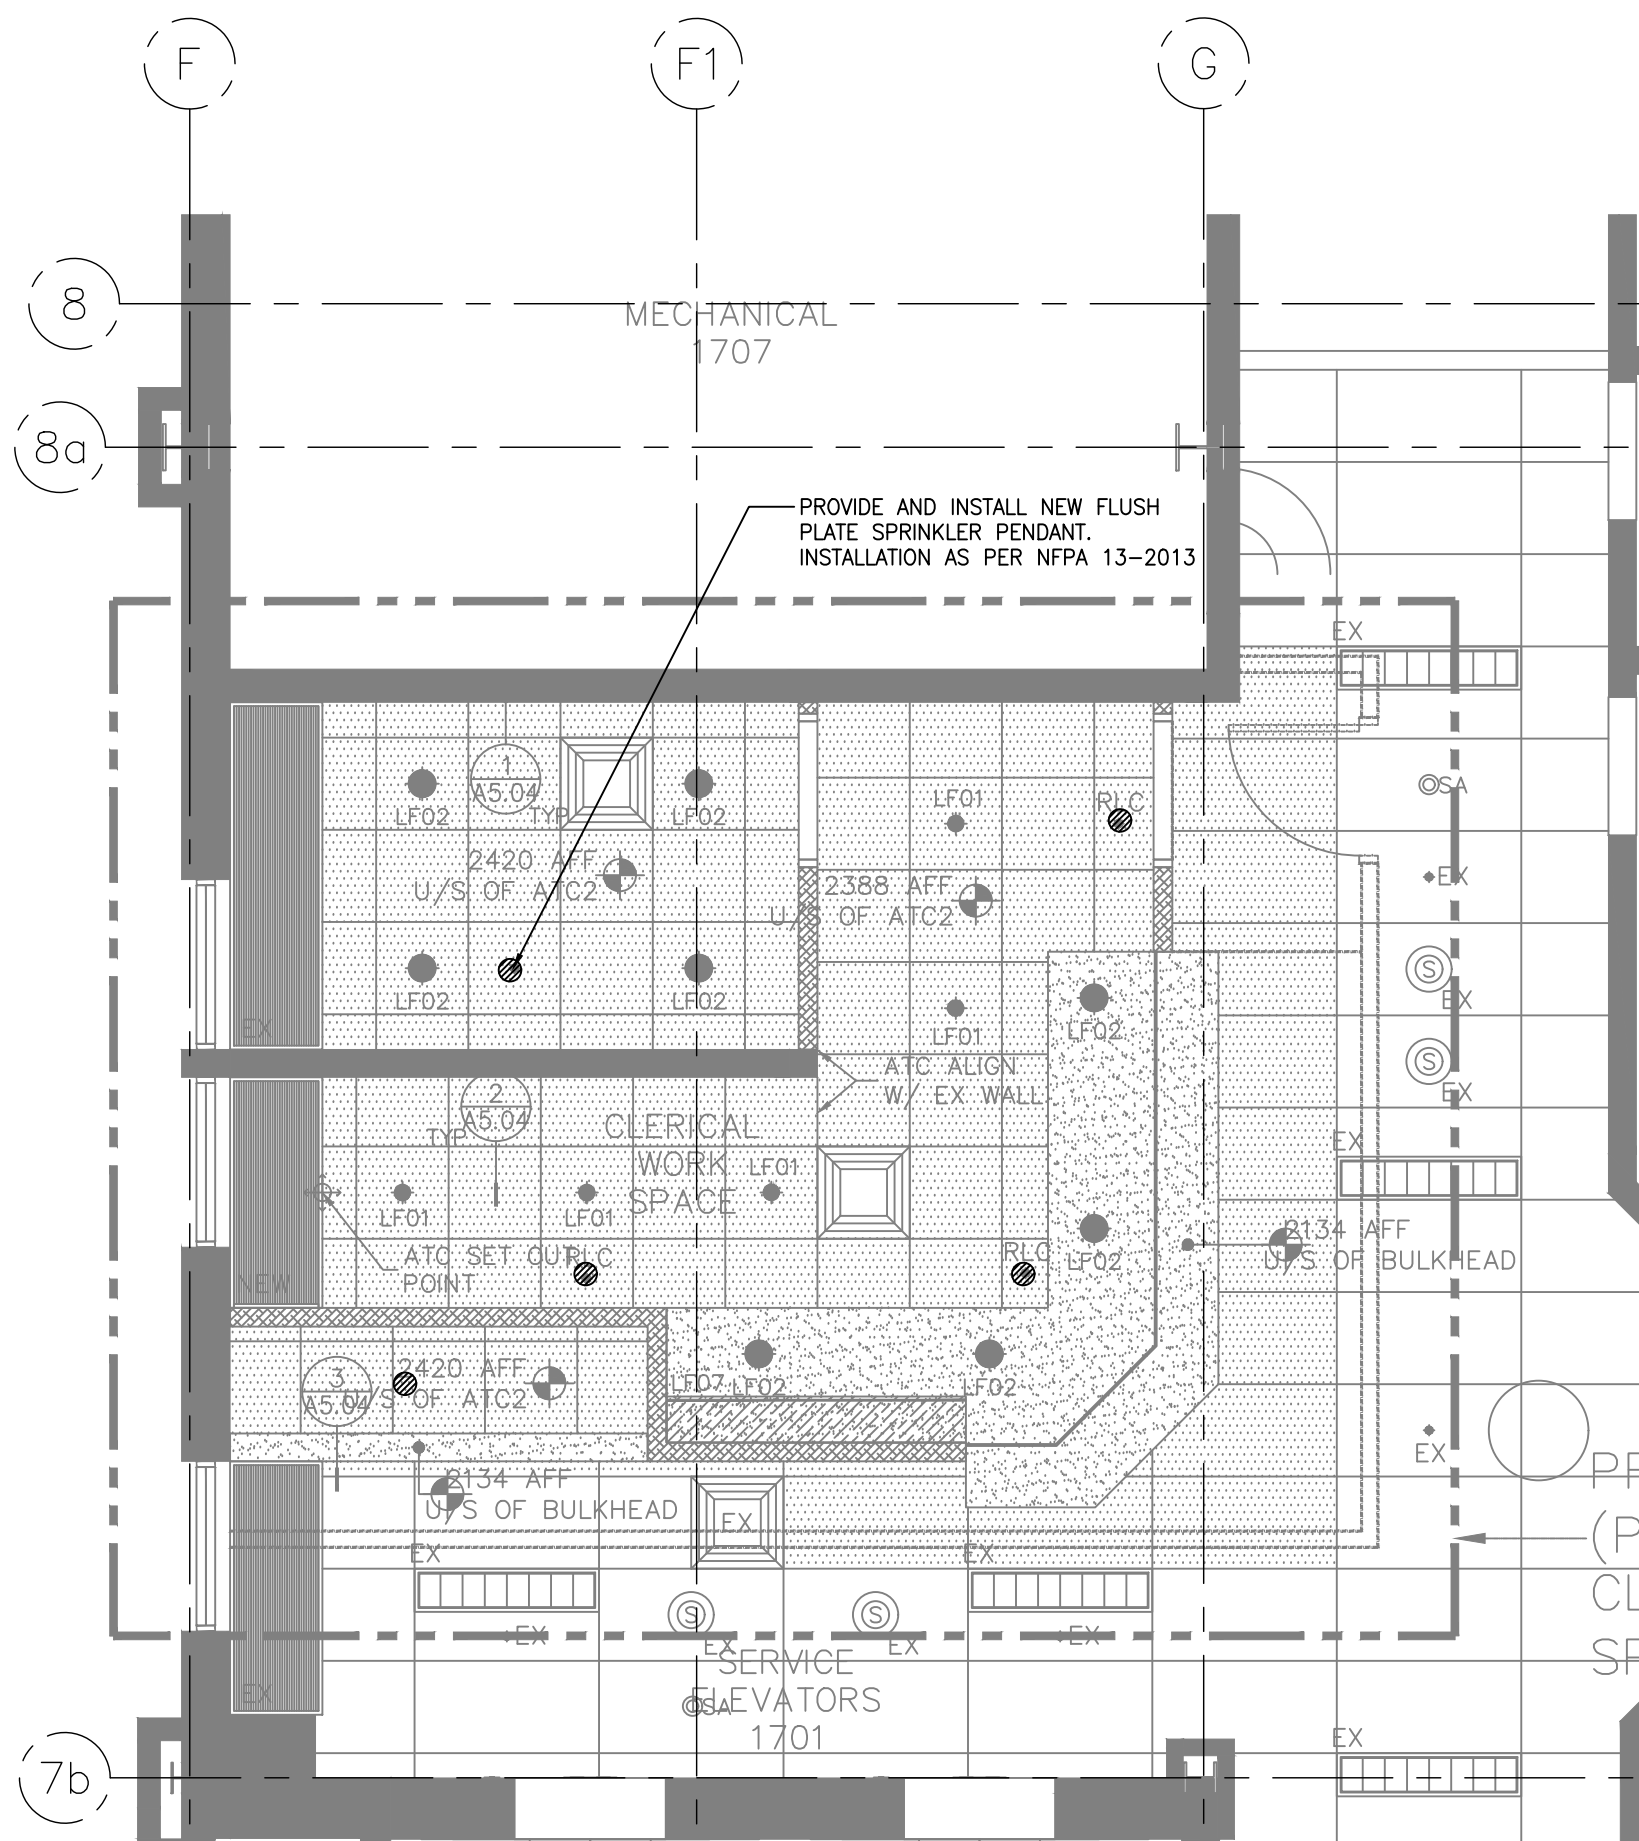 F
F1
G
8
MECHANICAL
1707
8a
PROVIDE AND INSTALL NEW FLUSH
PLATE SPRINKLER PENDANT.
INSTALLATION AS PER NFPA 13-2013
EX
1
A5.04
TYP
LF02
LF02
LF01
RLC
SA
2420 AFF
U/S OF ATC2
2388 AFF
U/S OF ATC2
EX
S
EX
LF02
LF02
EX
LF01
LF02
S
EX
ATC ALIGN
W/ EX WALL
2
A5.04
TYP
CLERICAL
WORK
SPACE
LF01
EX
LF01
LF01
ATC SET OUT
POINT
NEW
RLC
RLC
LF02
2134 AFF
U/S OF BULKHEAD
3
A5.04
2420 AFF
U/S OF ATC2
LF07
LF02
LF02
EX
2134 AFF
U/S OF BULKHEAD
EX
EX
EX
PR
(P
CL
SP
S
EX
S
EX
EX
EX
SERVICE
ELEVATORS
1701
SA
EX
EX
7b